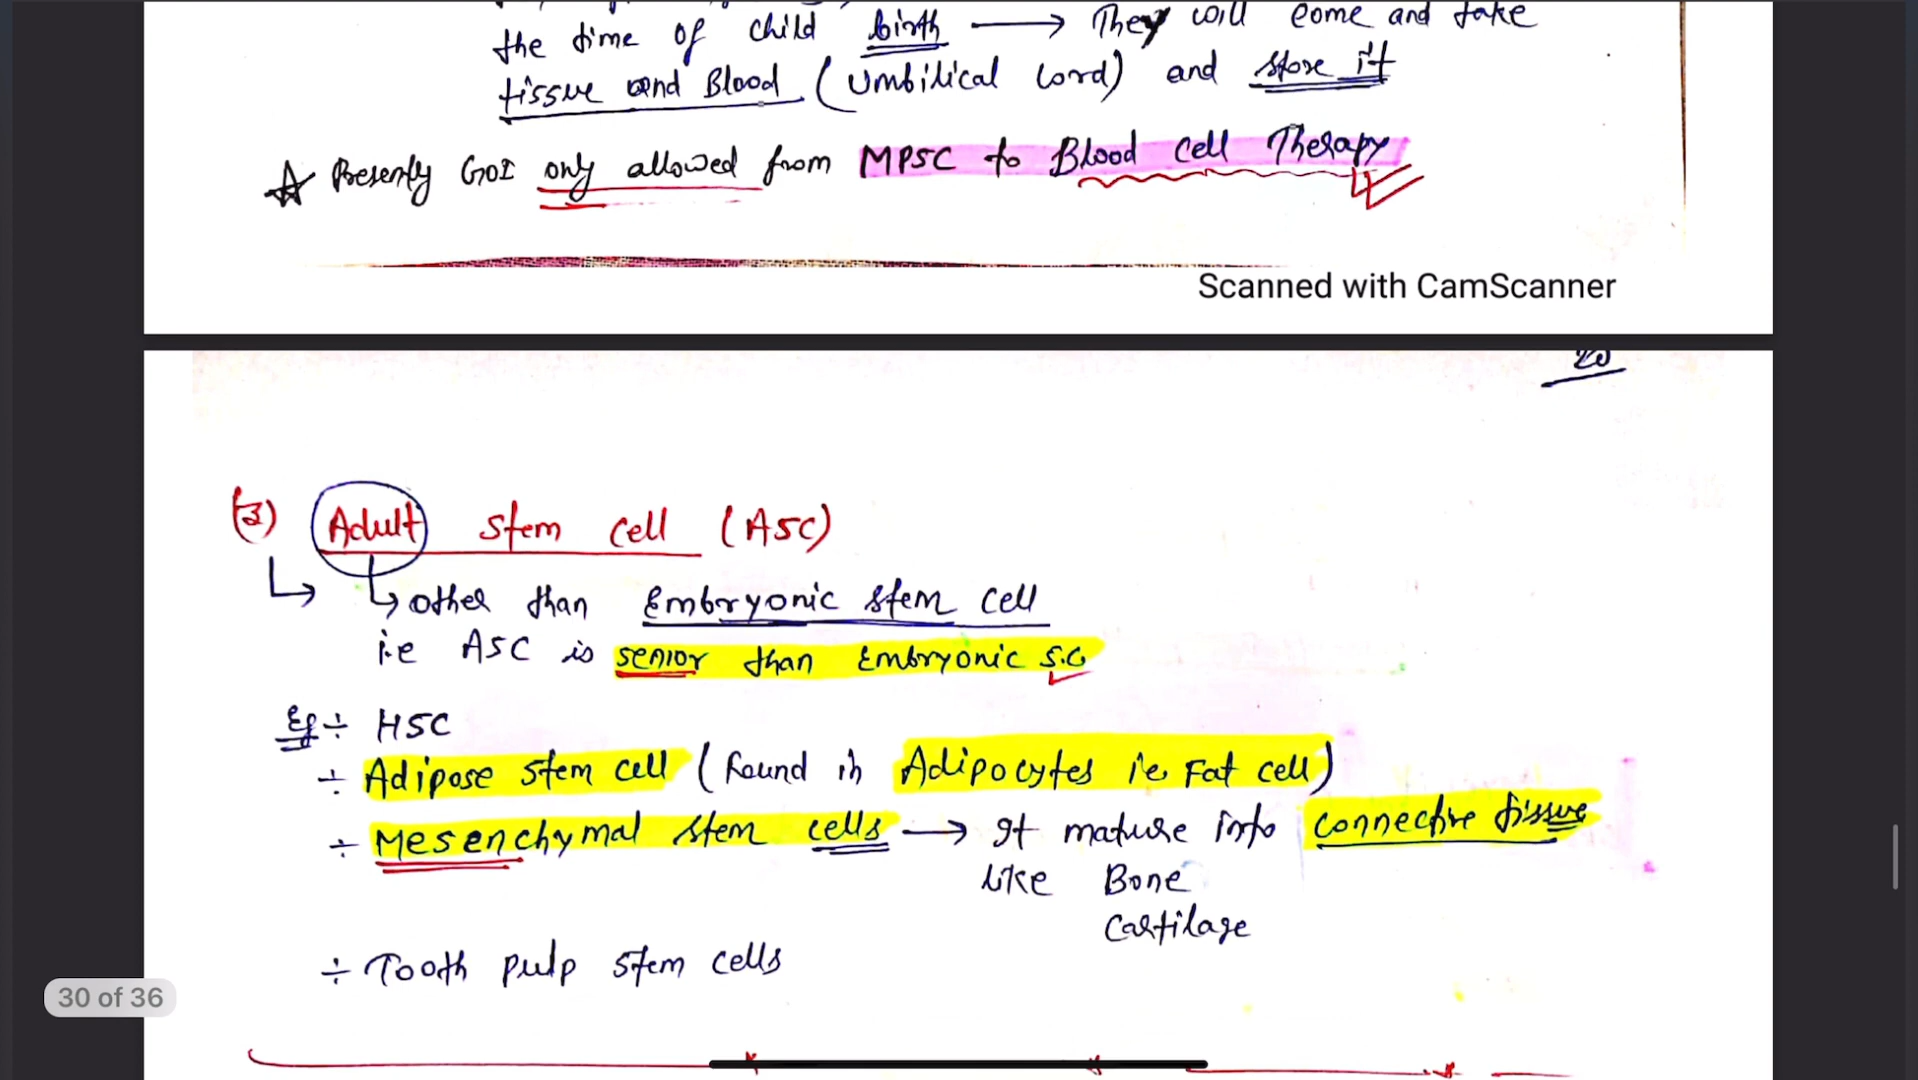 the time of child birth → They will come and take
tissue and Blood (Umbilical Cord) and store it
☆ Presently GOI only allowed from MPSC to Blood cell Therapy
Scanned with CamScanner
20
(3) Adult stem cell (ASC)
↳ ↳ other than Embryonic stem cell
i.e ASC is senior than Embryonic S.C
Eg ÷ HSC
÷ Adipose stem cell (found in Adipocytes i.e. Fat cell)
÷ Mesenchymal stem cells → It mature into connective tissue
like Bone
Cartilage
÷ Tooth pulp stem cells
30 of 36